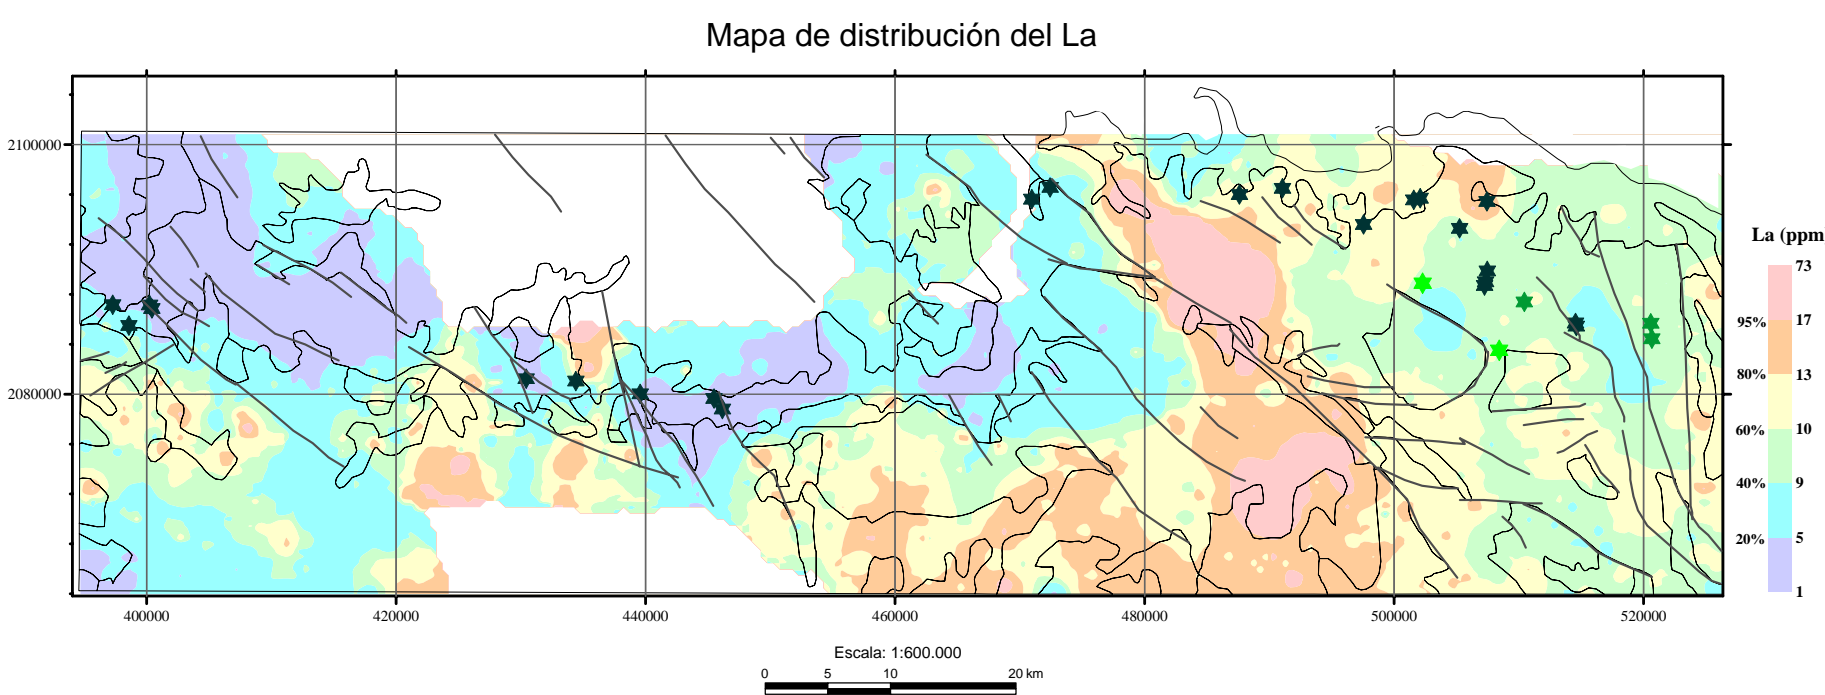 Mapa de distribución del La
2100000
2080000
400000 420000 440000 460000 480000 500000 520000
La (ppm
73
95% 17
80% 13
60% 10
40% 9
20% 5
1
Escala: 1:600.000
0 5 10 20 km